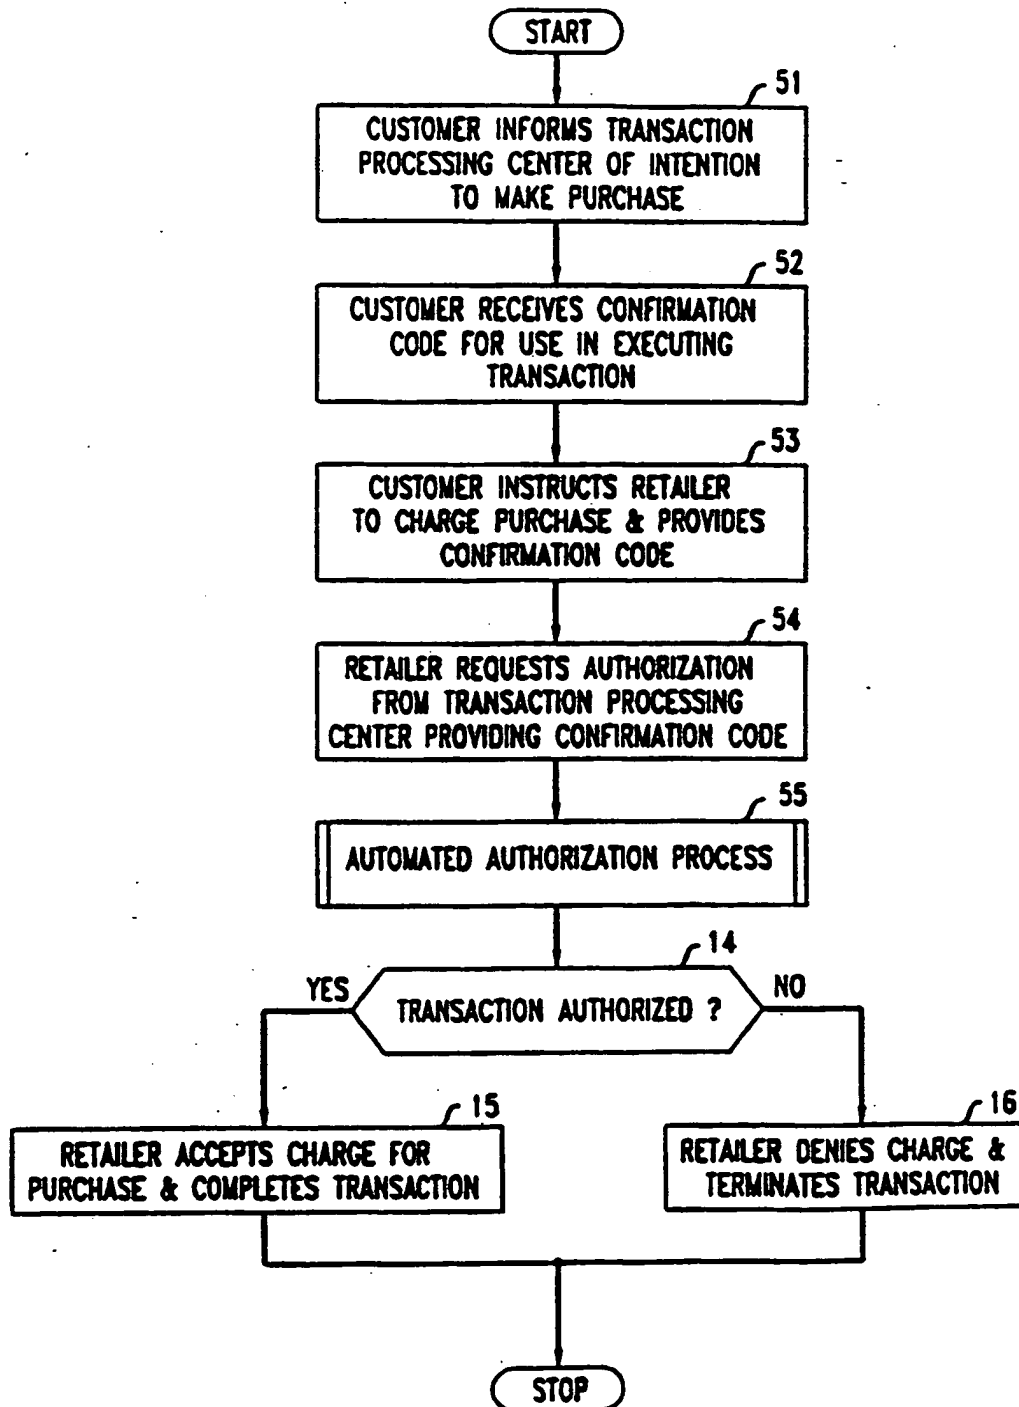 START
51
CUSTOMER INFORMS TRANSACTION
PROCESSING CENTER OF INTENTION
TO MAKE PURCHASE
52
CUSTOMER RECEIVES CONFIRMATION
CODE FOR USE IN EXECUTING
TRANSACTION
53
CUSTOMER INSTRUCTS RETAILER
TO CHARGE PURCHASE & PROVIDES
CONFIRMATION CODE
54
RETAILER REQUESTS AUTHORIZATION
FROM TRANSACTION PROCESSING
CENTER PROVIDING CONFIRMATION CODE
55
AUTOMATED AUTHORIZATION PROCESS
14
YES
TRANSACTION AUTHORIZED ?
NO
15
RETAILER ACCEPTS CHARGE FOR
PURCHASE & COMPLETES TRANSACTION
16
RETAILER DENIES CHARGE &
TERMINATES TRANSACTION
STOP